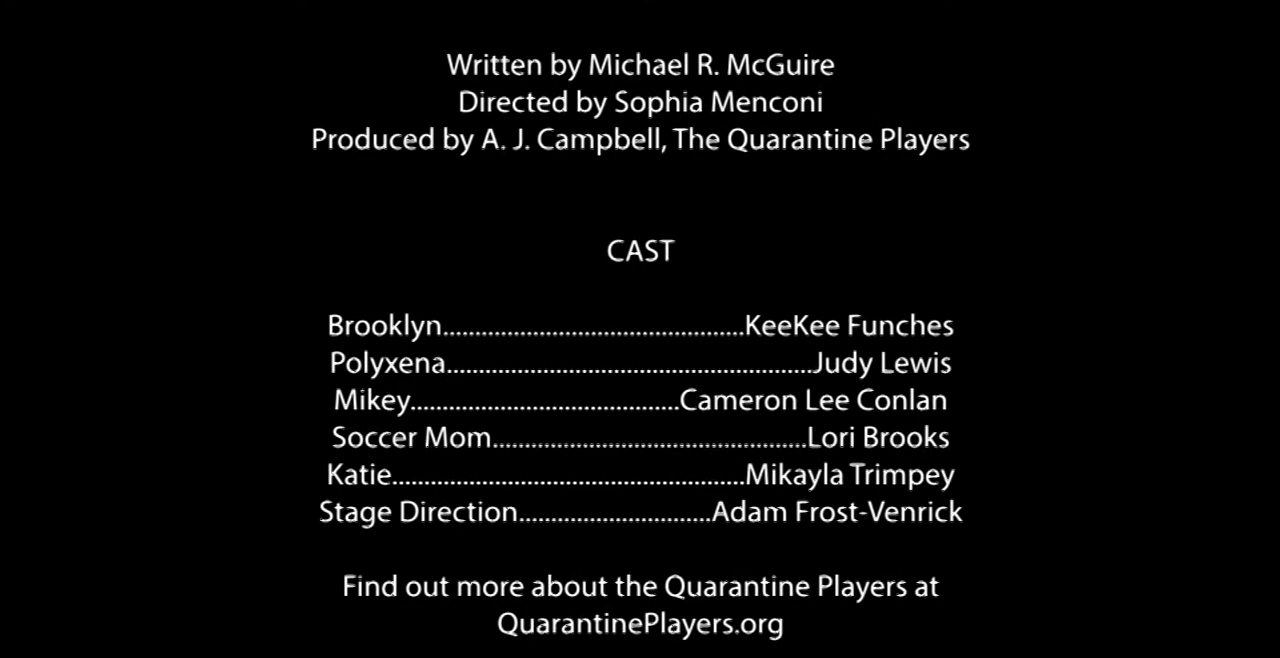 Written by Michael R. McGuire
Directed by Sophia Menconi
Produced by A. J. Campbell, The Quarantine Players
CAST
Brooklyn...............................................KeeKee Funches
Polyxena.........................................................Judy Lewis
Mikey..........................................Cameron Lee Conlan
Soccer Mom.................................................Lori Brooks
Katie.......................................................Mikayla Trimpey
Stage Direction..............................Adam Frost-Venrick
Find out more about the Quarantine Players at
QuarantinePlayers.org